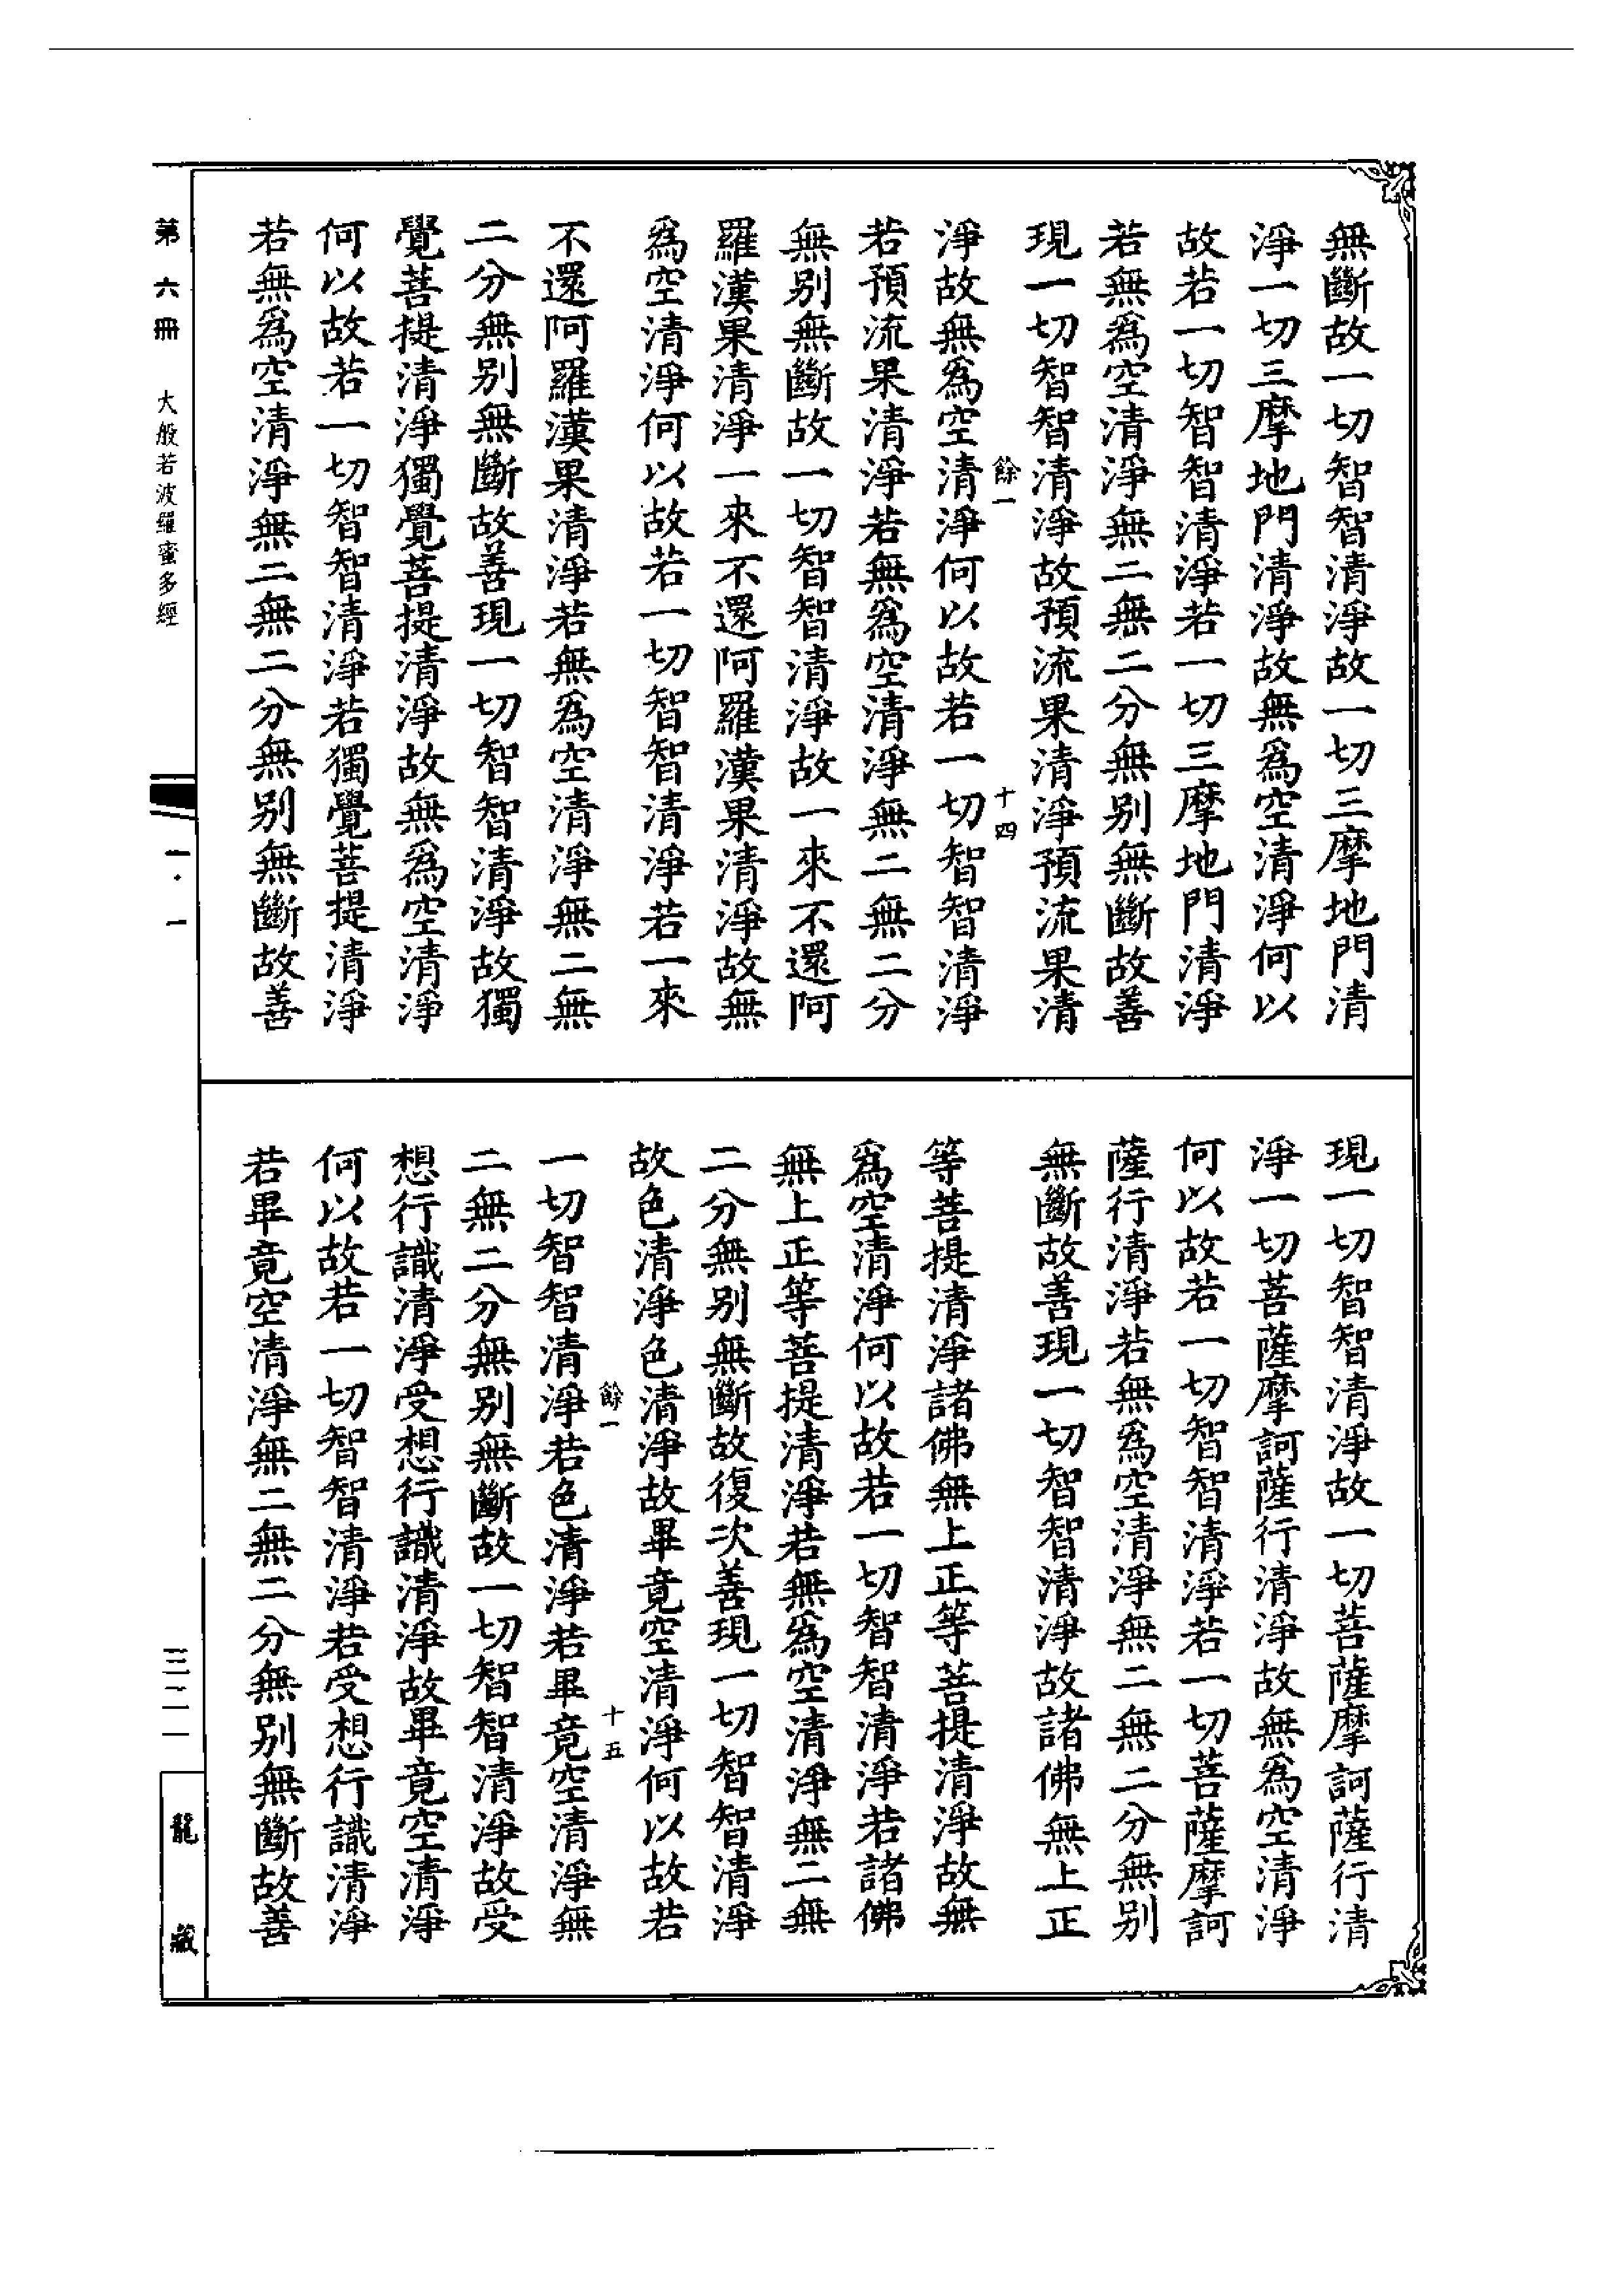 無斷故一切智智清淨故一切三摩地門清
淨一切三摩地門清淨故無爲空清淨何以
故若一切智智清淨若一切三摩地門清淨
若無爲空清淨無二無二分無別無斷故善
現一切智智清淨故預流果清淨預流果清
餘一
十四
淨故無爲空清淨何以故若一切智智清淨
若預流果清淨若無爲空清淨無二無二分
無別無斷故一切智智清淨故一來不還阿
羅漢果清淨一來不還阿羅漢果清淨故無
爲空清淨何以故若一切智智清淨若一來
不還阿羅漢果清淨若無爲空清淨無二無
二分無別無斷故善現一切智智清淨故獨
覺菩提清淨獨覺菩提清淨故無爲空清淨
何以故若一切智智清淨若獨覺菩提清淨
若無爲空清淨無二無二分無別無斷故善
現一切智智清淨故一切菩薩摩訶薩行清
淨一切菩薩摩訶薩行清淨故無爲空清淨
何以故若一切智智清淨若一切菩薩摩訶
薩行清淨若無爲空清淨無二無二分無別
無斷故善現一切智智清淨故諸佛無上正
等菩提清淨諸佛無上正等菩提清淨故無
爲空清淨何以故若一切智智清淨若諸佛
無上正等菩提清淨若無爲空清淨無二無
二分無別無斷故復次善現一切智智清淨
故色清淨色清淨故畢竟空清淨何以故若
餘一
十五
一切智智清淨若色清淨若畢竟空清淨無
二無二分無別無斷故一切智智清淨故受
想行識清淨受想行識清淨故畢竟空清淨
何以故若一切智智清淨若受想行識清淨
若畢竟空清淨無二無二分無別無斷故善
第六冊 大般若波羅蜜多經
一·一
三二一
龍藏